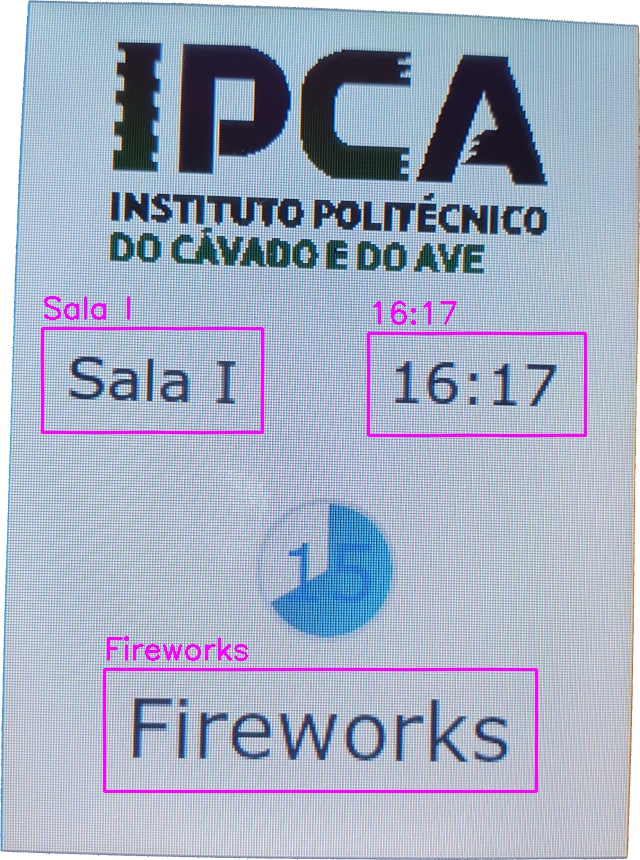 IPCA
INSTITUTO POLITÉCNICO
DO CÁVADO E DO AVE
Sala I 16:17
Sala I 16:17
15
Fireworks
Fireworks